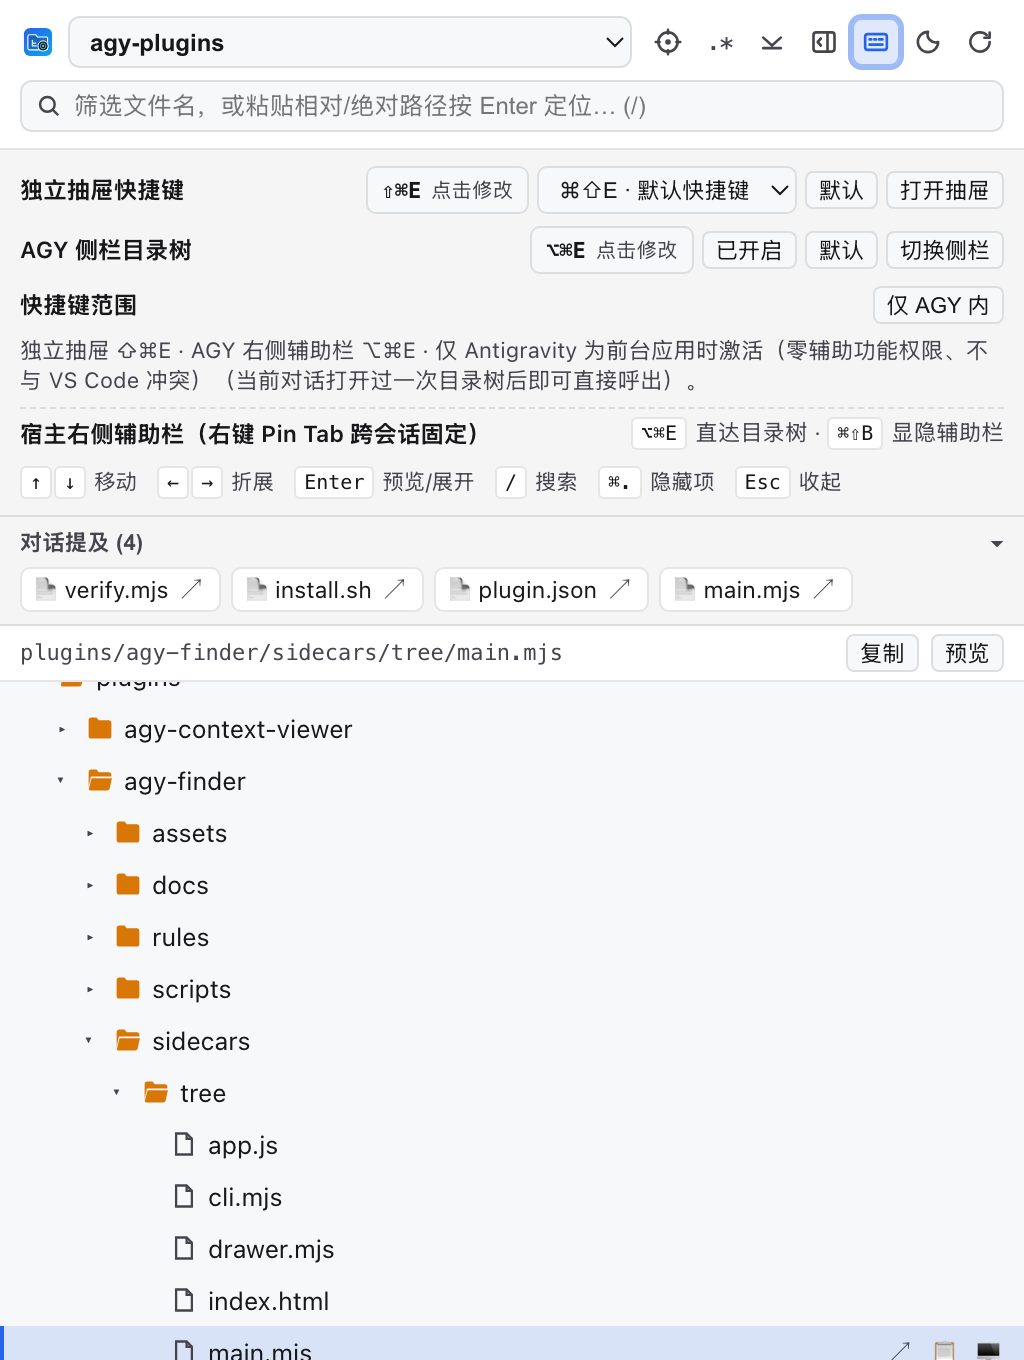 agy-plugins .*
筛选文件名，或粘贴相对/绝对路径按 Enter 定位… (/)
独立抽屉快捷键 ⇧⌘E 点击修改 ⌘⇧E · 默认快捷键 默认 打开抽屉
AGY 侧栏目录树 ⌥⌘E 点击修改 已开启 默认 切换侧栏
快捷键范围 仅 AGY 内
独立抽屉 ⇧⌘E · AGY 右侧辅助栏 ⌥⌘E · 仅 Antigravity 为前台应用时激活（零辅助功能权限、不
与 VS Code 冲突）（当前对话打开过一次目录树后即可直接呼出）。
宿主右侧辅助栏（右键 Pin Tab 跨会话固定） ⌥⌘E 直达目录树 · ⌘⇧B 显隐辅助栏
↑ ↓ 移动 ← → 折展 Enter 预览/展开 / 搜索 ⌘. 隐藏项 Esc 收起
对话提及 (4)
verify.mjs install.sh plugin.json main.mjs
plugins/agy-finder/sidecars/tree/main.mjs 复制 预览
plugins
agy-context-viewer
agy-finder
assets
docs
rules
scripts
sidecars
tree
app.js
cli.mjs
drawer.mjs
index.html
main.mjs